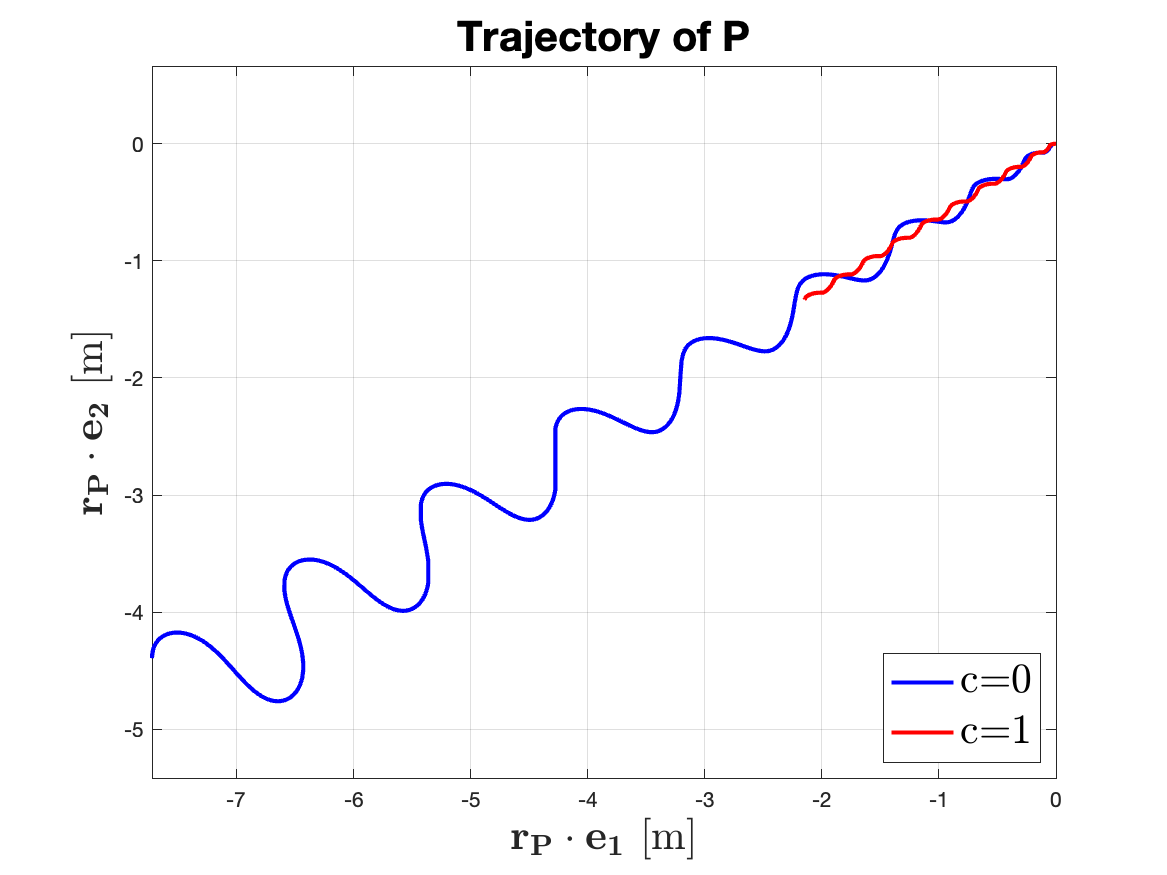 Trajectory of P
0
-1
-2
-3
-4
-5
r_P · e_2 [m]
-7 -6 -5 -4 -3 -2 -1 0
r_P · e_1 [m]
c=0
c=1